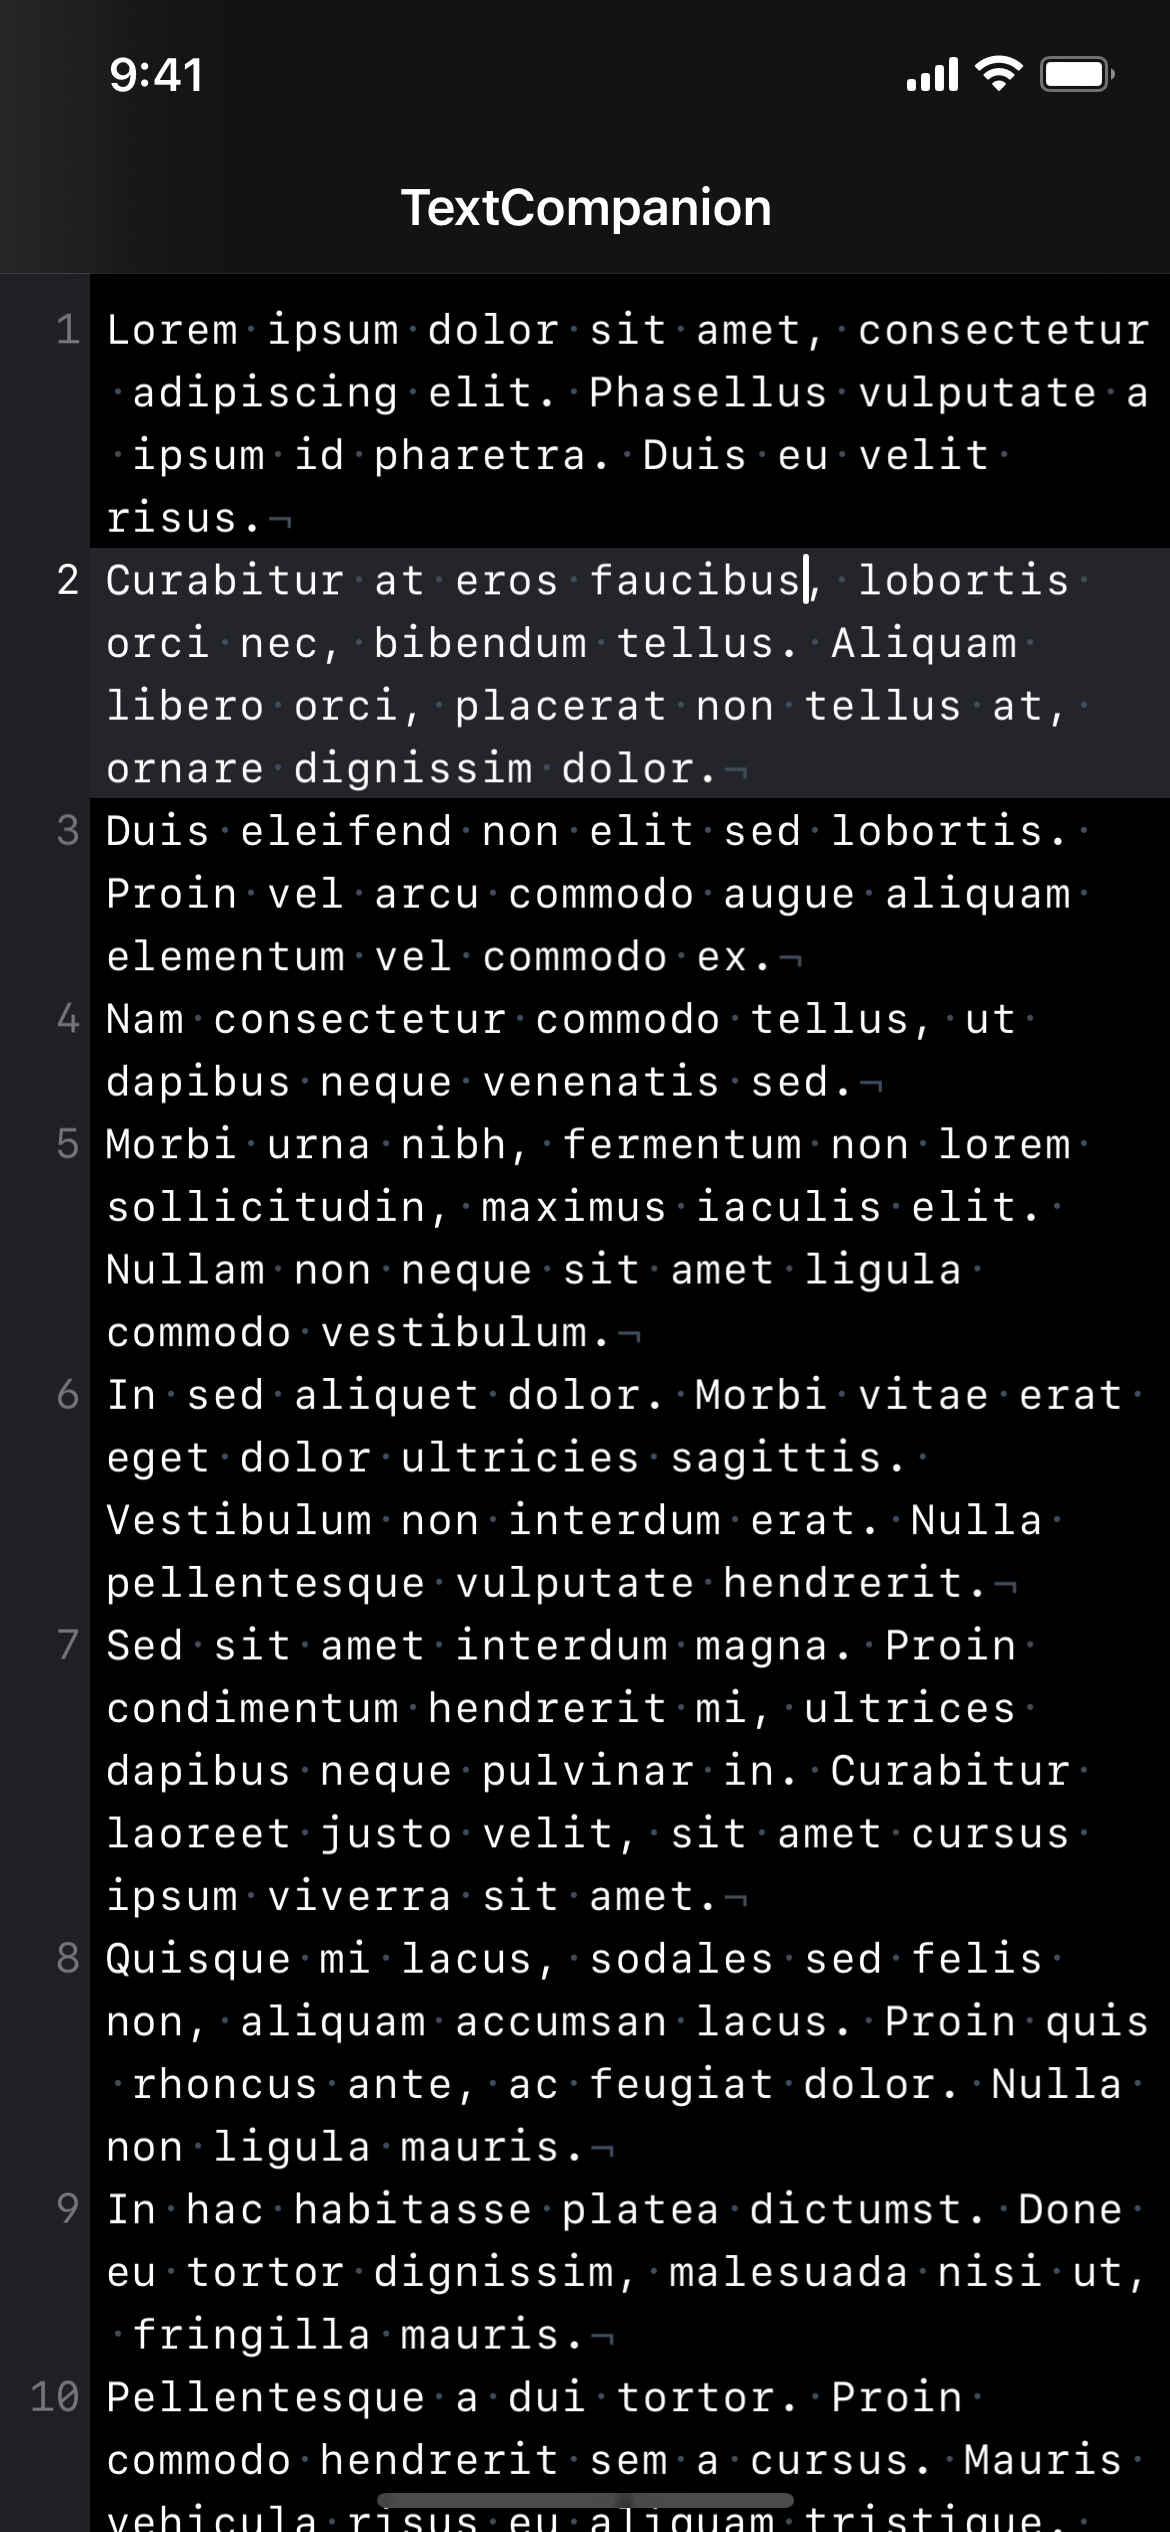 9:41
TextCompanion
1 Lorem·ipsum·dolor·sit·amet,·consectetur
·adipiscing·elit.·Phasellus·vulputate·a
·ipsum·id·pharetra.·Duis·eu·velit·
risus.¬
2 Curabitur·at·eros·faucibus,·lobortis·
orci·nec,·bibendum·tellus.·Aliquam·
libero·orci,·placerat·non·tellus·at,·
ornare·dignissim·dolor.¬
3 Duis·eleifend·non·elit·sed·lobortis.·
Proin·vel·arcu·commodo·augue·aliquam·
elementum·vel·commodo·ex.¬
4 Nam·consectetur·commodo·tellus,·ut·
dapibus·neque·venenatis·sed.¬
5 Morbi·urna·nibh,·fermentum·non·lorem·
sollicitudin,·maximus·iaculis·elit.·
Nullam·non·neque·sit·amet·ligula·
commodo·vestibulum.¬
6 In·sed·aliquet·dolor.·Morbi·vitae·erat·
eget·dolor·ultricies·sagittis.·
Vestibulum·non·interdum·erat.·Nulla·
pellentesque·vulputate·hendrerit.¬
7 Sed·sit·amet·interdum·magna.·Proin·
condimentum·hendrerit·mi,·ultrices·
dapibus·neque·pulvinar·in.·Curabitur·
laoreet·justo·velit,·sit·amet·cursus·
ipsum·viverra·sit·amet.¬
8 Quisque·mi·lacus,·sodales·sed·felis·
non,·aliquam·accumsan·lacus.·Proin·quis
·rhoncus·ante,·ac·feugiat·dolor.·Nulla·
non·ligula·mauris.¬
9 In·hac·habitasse·platea·dictumst.·Done·
eu·tortor·dignissim,·malesuada·nisi·ut,
·fringilla·mauris.¬
10 Pellentesque·a·dui·tortor.·Proin·
commodo·hendrerit·sem·a·cursus.·Mauris·
vehicula·risus·eu·aliquam·tristique.·